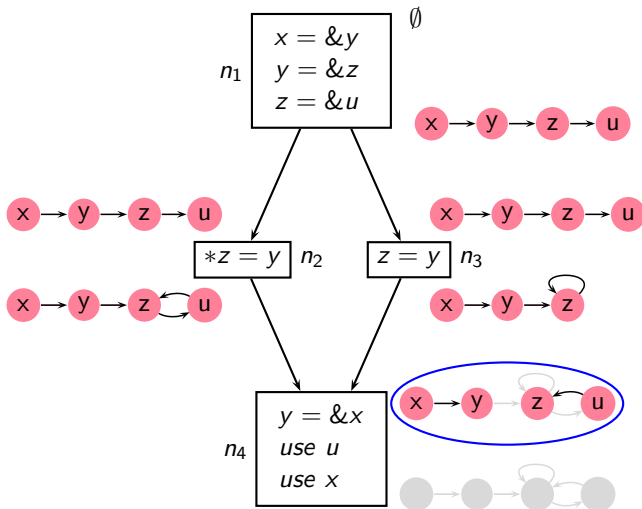 ∅
x = &y
n1
y = &z
z = &u
x y z u
x y z u
x y z u
*z = y n2
z = y n3
x y z u
x y z
x y z u
y = &x
n4
use u
use x